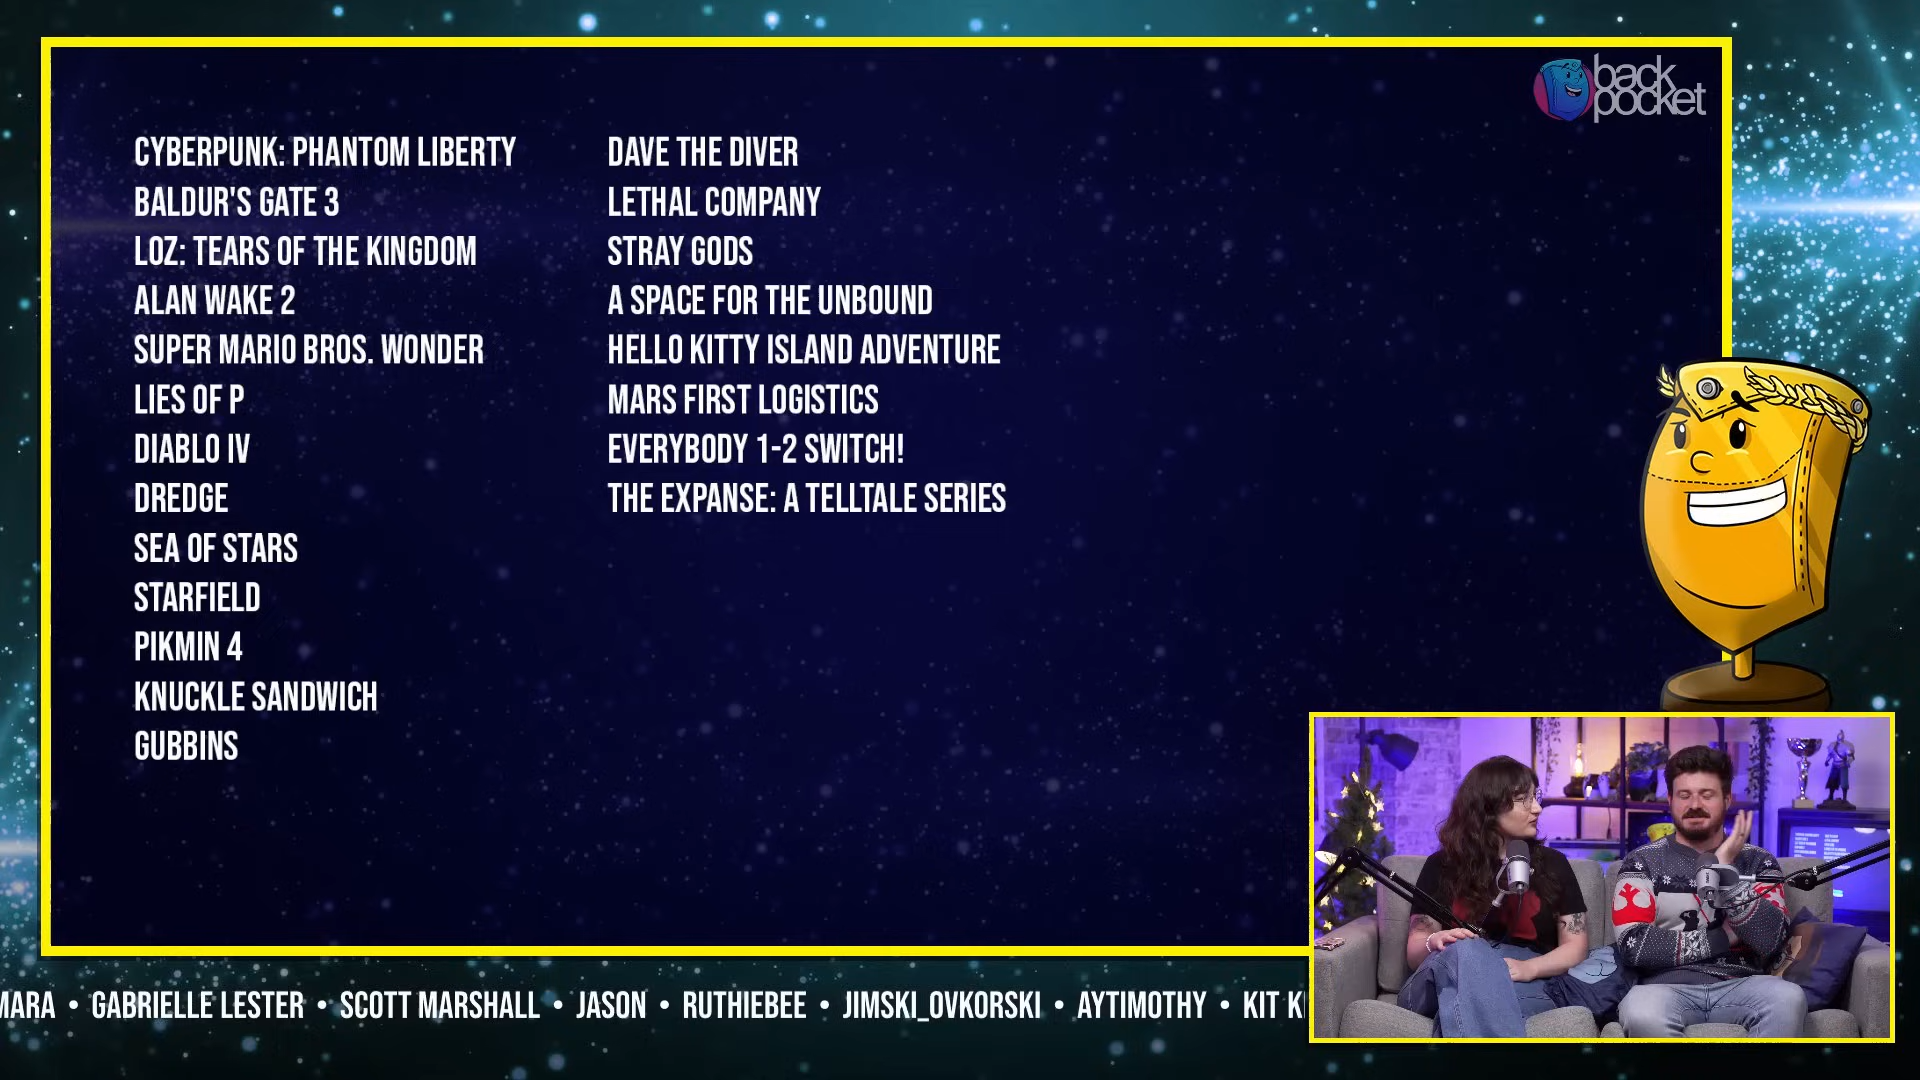 back
pocket
CYBERPUNK: PHANTOM LIBERTY
BALDUR'S GATE 3
LOZ: TEARS OF THE KINGDOM
ALAN WAKE 2
SUPER MARIO BROS. WONDER
LIES OF P
DIABLO IV
DREDGE
SEA OF STARS
STARFIELD
PIKMIN 4
KNUCKLE SANDWICH
GUBBINS
DAVE THE DIVER
LETHAL COMPANY
STRAY GODS
A SPACE FOR THE UNBOUND
HELLO KITTY ISLAND ADVENTURE
MARS FIRST LOGISTICS
EVERYBODY 1-2 SWITCH!
THE EXPANSE: A TELLTALE SERIES
MARA • GABRIELLE LESTER • SCOTT MARSHALL • JASON • RUTHIEBEE • JIMSKI_OVKORSKI • AYTIMOTHY • KIT K